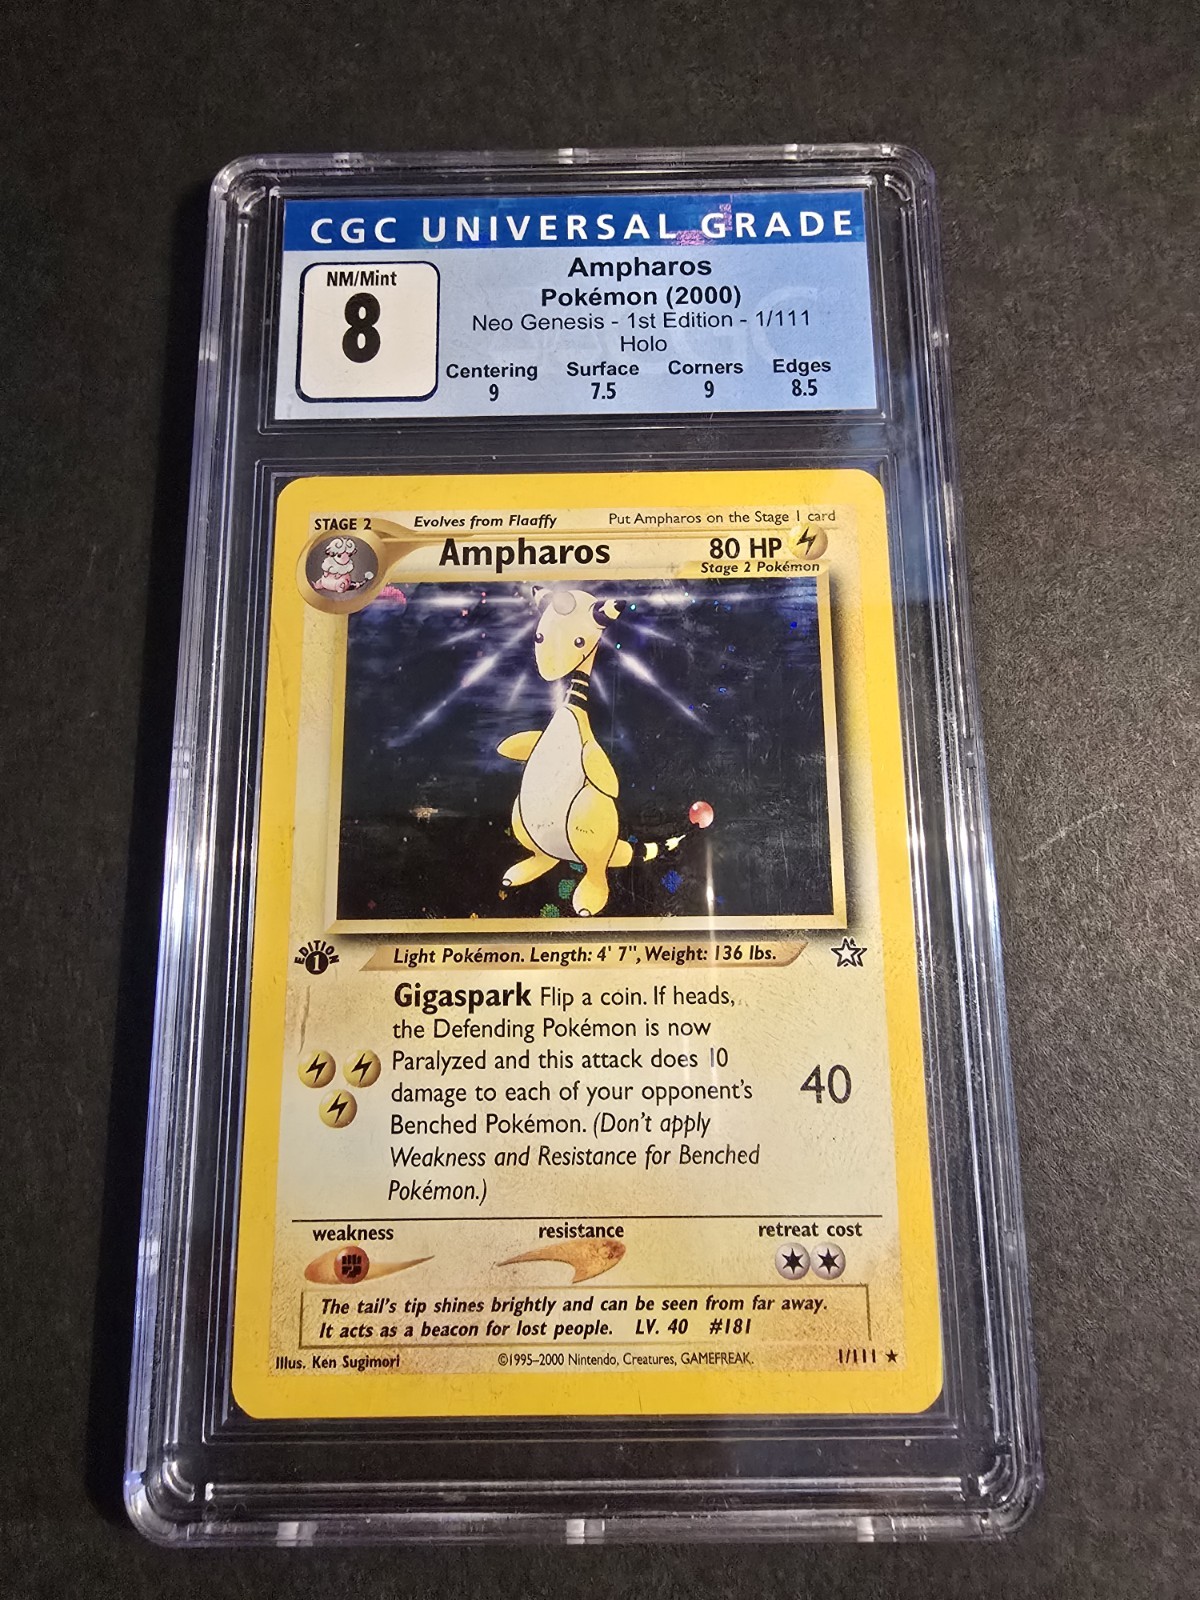 CGC UNIVERSAL GRADE
NM/Mint
8
Ampharos
Pokémon (2000)
Neo Genesis - 1st Edition - 1/111
Holo
Centering Surface Corners Edges
9 7.5 9 8.5
STAGE 2 Evolves from Flaaffy Put Ampharos on the Stage 1 card
Ampharos 80 HP
Stage 2 Pokémon
EDITION
1
Light Pokémon. Length: 4' 7", Weight: 136 lbs.
Gigaspark Flip a coin. If heads,
the Defending Pokémon is now
Paralyzed and this attack does 10
damage to each of your opponent's
Benched Pokémon. (Don't apply
Weakness and Resistance for Benched
Pokémon.)
40
weakness resistance retreat cost
The tail's tip shines brightly and can be seen from far away.
It acts as a beacon for lost people. LV. 40 #181
Illus. Ken Sugimori ©1995–2000 Nintendo, Creatures, GAMEFREAK. 1/111 ★